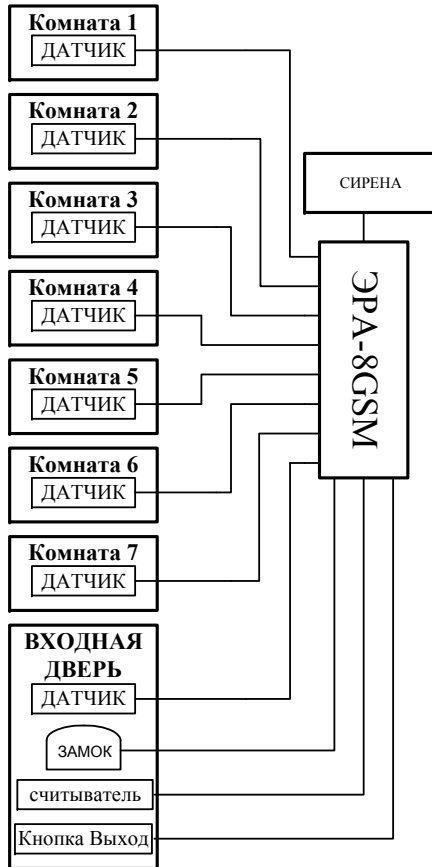 Комната 1
ДАТЧИК
Комната 2
ДАТЧИК
Комната 3
ДАТЧИК
Комната 4
ДАТЧИК
Комната 5
ДАТЧИК
Комната 6
ДАТЧИК
Комната 7
ДАТЧИК
ВХОДНАЯ
ДВЕРЬ
ДАТЧИК
ЗАМОК
считыватель
Кнопка Выход
СИРЕНА
ЭРА-8GSM